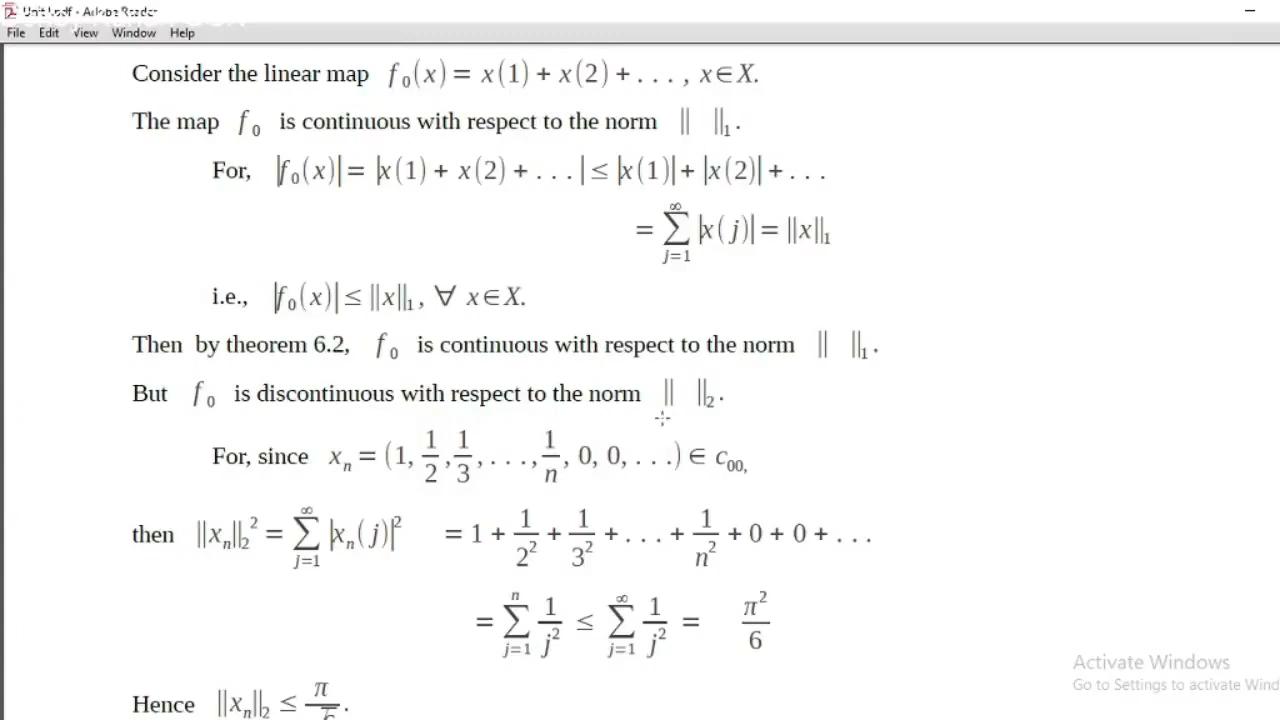 Unit I.pdf - Adobe Reader
File Edit View Window Help
Consider the linear map f₀(x) = x(1) + x(2) + . . . , x ∈ X.
The map f₀ is continuous with respect to the norm ‖ ‖₁ .
For, |f₀(x)| = |x(1) + x(2) + . . . | ≤ |x(1)| + |x(2)| + . . .
= ∑_{j=1}^{∞} |x(j)| = ‖x‖₁
i.e., |f₀(x)| ≤ ‖x‖₁ , ∀ x ∈ X.
Then by theorem 6.2, f₀ is continuous with respect to the norm ‖ ‖₁ .
But f₀ is discontinuous with respect to the norm ‖ ‖₂ .
For, since xₙ = (1, 1/2, 1/3, . . . , 1/n, 0, 0, . . .) ∈ c₀₀,
then ‖xₙ‖₂² = ∑_{j=1}^{∞} |xₙ(j)|² = 1 + 1/2² + 1/3² + . . . + 1/n² + 0 + 0 + . . .
= ∑_{j=1}^{n} 1/j² ≤ ∑_{j=1}^{∞} 1/j² = π²/6
Hence ‖xₙ‖₂ ≤ π/√6 .
Activate Windows
Go to Settings to activate Wind